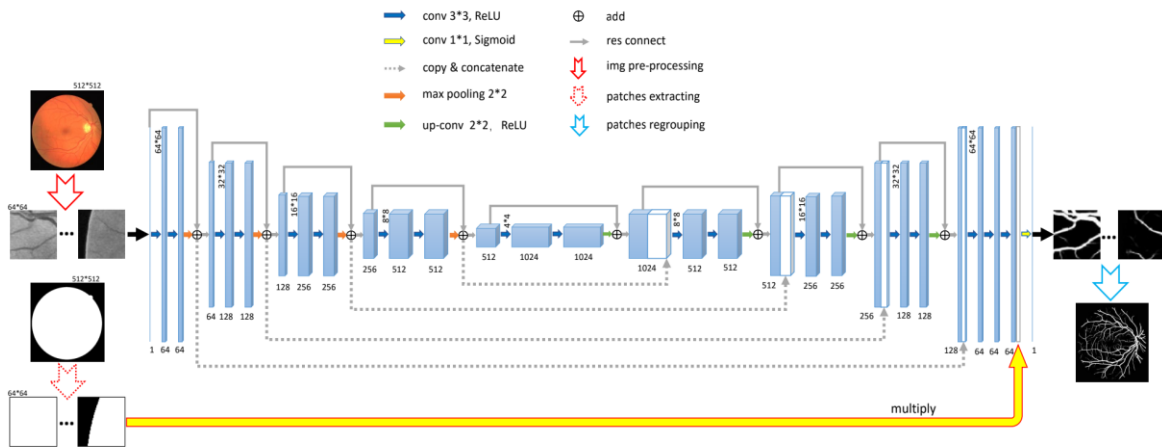 conv 3*3, ReLU
conv 1*1, Sigmoid
copy & concatenate
max pooling 2*2
up-conv 2*2, ReLU
add
res connect
img pre-processing
patches extracting
patches regrouping
512*512
64*64
512*512
64*64
64*64
32*32
16*16
8*8
4*4
8*8
16*16
32*32
64*64
1 64 64
64 128 128
128 256 256
256 512 512
512 1024 1024
1024 512 512
512 256 256
256 128 128
128 64 64 64 1
multiply